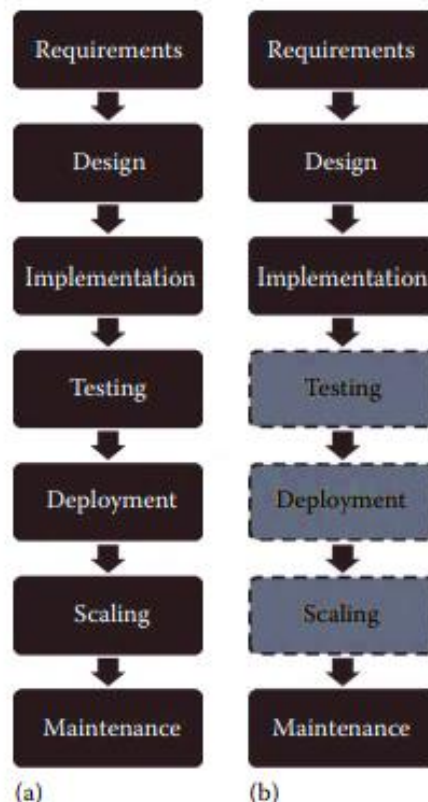 Requirements
Design
Implementation
Testing
Deployment
Scaling
Maintenance
(a)
Requirements
Design
Implementation
Testing
Deployment
Scaling
Maintenance
(b)